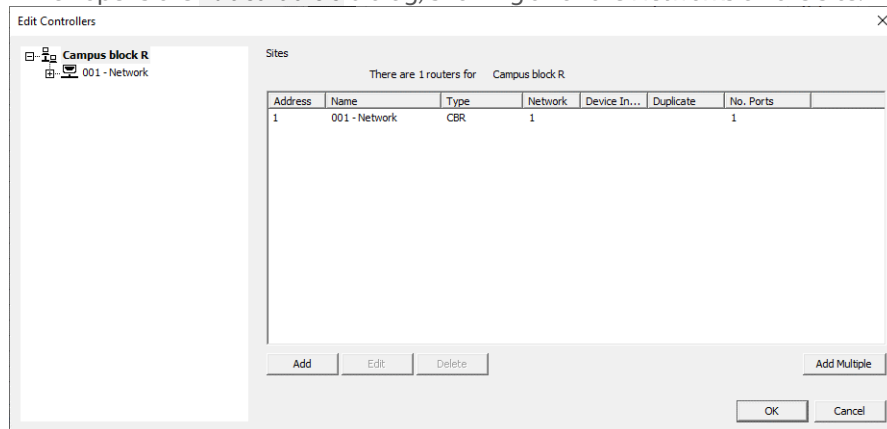 Edit Controllers
Campus block R
001 - Network
Sites
There are 1 routers for Campus block R
Address Name Type Network Device In... Duplicate No. Ports
1 001 - Network CBR 1 1
Add Edit Delete Add Multiple
OK Cancel